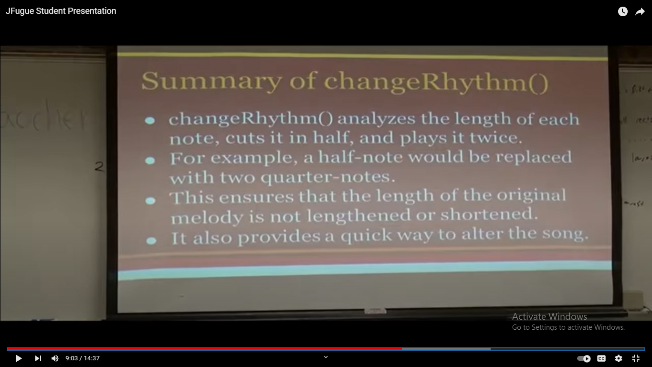 JFugue Student Presentation
Summary of changeRhythm()
• changeRhythm() analyzes the length of each
note, cuts it in half, and plays it twice.
• For example, a half-note would be replaced
with two quarter-notes.
• This ensures that the length of the original
melody is not lengthened or shortened.
• It also provides a quick way to alter the song.
2
Activate Windows
Go to Settings to activate Windows.
9:03 / 14:37